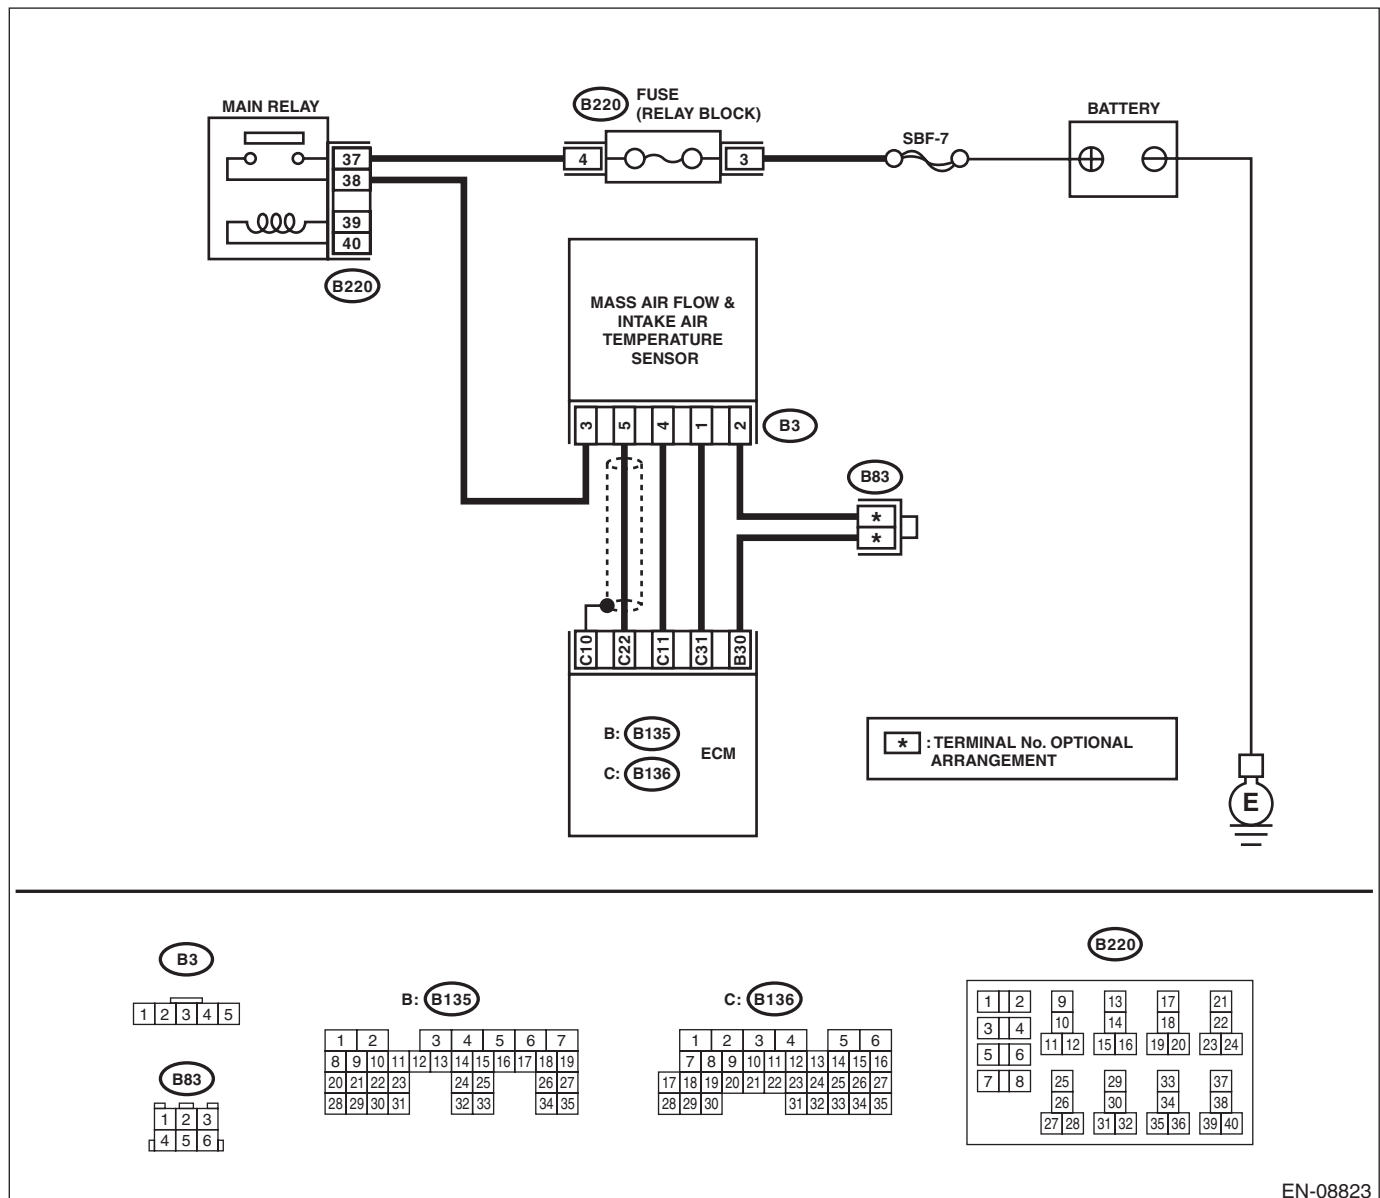 MAIN RELAY
B220
FUSE
(RELAY BLOCK)
BATTERY
SBF-7
37
38
39
40
4
3
B220
MASS AIR FLOW &
INTAKE AIR
TEMPERATURE
SENSOR
3 5 4 1 2
B3
B83
*
*
C10 C22 C11 C31 B30
B: B135
C: B136
ECM
* : TERMINAL No. OPTIONAL
ARRANGEMENT
E
B3
1 2 3 4 5
B83
1 2 3
4 5 6
B: B135
1 2 3 4 5 6 7
8 9 10 11 12 13 14 15 16 17 18 19
20 21 22 23 24 25 26 27
28 29 30 31 32 33 34 35
C: B136
1 2 3 4 5 6
7 8 9 10 11 12 13 14 15 16
17 18 19 20 21 22 23 24 25 26 27
28 29 30 31 32 33 34 35
B220
1 2
3 4
5 6
7 8
9
10
11 12
13
14
15 16
17
18
19 20
21
22
23 24
25
26
27 28
29
30
31 32
33
34
35 36
37
38
39 40
EN-08823